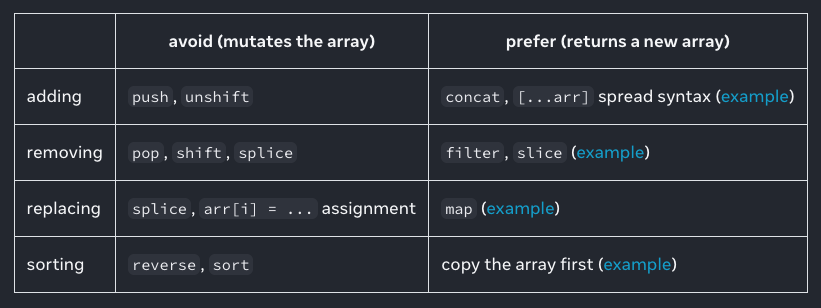 avoid (mutates the array) prefer (returns a new array)
adding push, unshift concat, [...arr] spread syntax (example)
removing pop, shift, splice filter, slice (example)
replacing splice, arr[i] = ... assignment map (example)
sorting reverse, sort copy the array first (example)